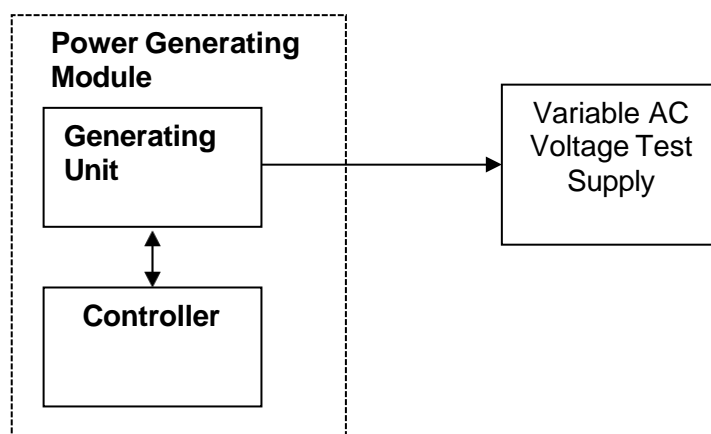 Power Generating
Module
Generating
Unit
Controller
Variable AC
Voltage Test
Supply